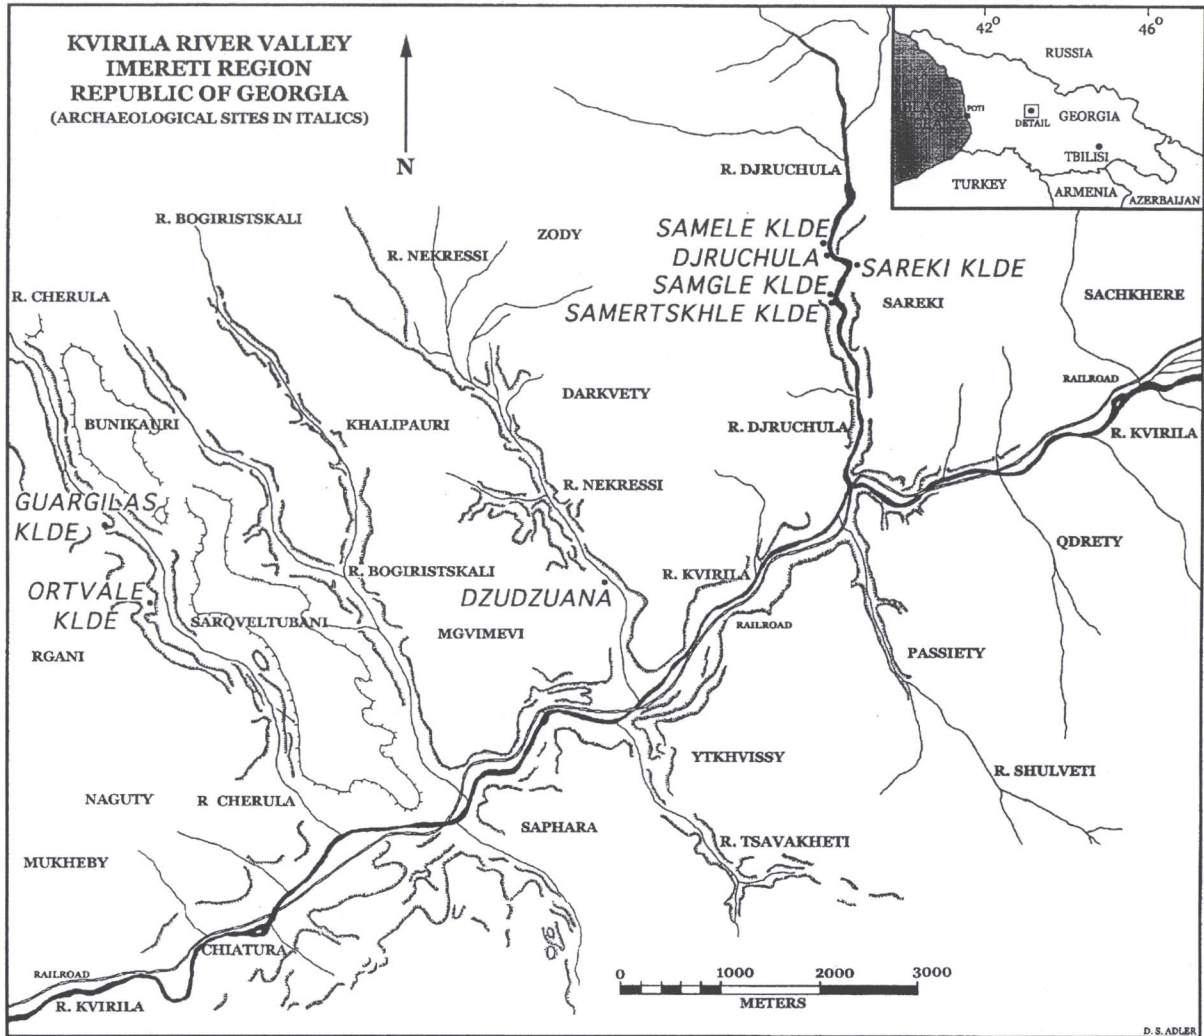 KVIRILA RIVER VALLEY
IMERETI REGION
REPUBLIC OF GEORGIA
(ARCHAEOLOGICAL SITES IN ITALICS)
N
42°
46°
RUSSIA
BLACK
SEA
POTI
DETAIL
GEORGIA
TBILISI
TURKEY
ARMENIA
AZERBAIJAN
R. DJRUCHULA
R. BOGIRISTSKALI
R. NEKRESSI
ZODY
SAMELE KLDE
DJRUCHULA
SAREKI KLDE
SAMGLE KLDE
SAMERTSKHLE KLDE
SAREKI
SACHKHERE
R. CHERULA
RAILROAD
DARKVETY
BUNIKAURI
KHALIPAURI
R. DJRUCHULA
R. KVIRILA
R. NEKRESSI
GUARGILAS
KLDE
QDRETY
R. BOGIRISTSKALI
R. KVIRILA
ORTVALE
KLDE
DZUDZUANA
SARQVELTUBANI
MGVIMEVI
RAILROAD
RGANI
PASSIETY
YTKHVISSY
R. SHULVETI
NAGUTY
R CHERULA
SAPHARA
R. TSAVAKHETI
MUKHEBY
CHIATURA
RAILROAD
R. KVIRILA
0 1000 2000 3000
METERS
D. S. ADLER